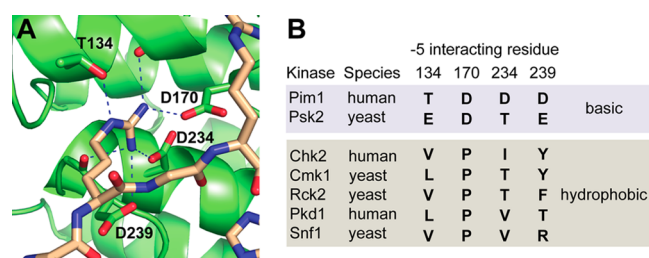 A
T134
D170
D234
D239
B
-5 interacting residue
Kinase Species 134 170 234 239
Pim1 human T D D D
basic
Psk2 yeast E D T E
Chk2 human V P I Y
Cmk1 yeast L P T Y
Rck2 yeast V P T F hydrophobic
Pkd1 human L P V T
Snf1 yeast V P V R